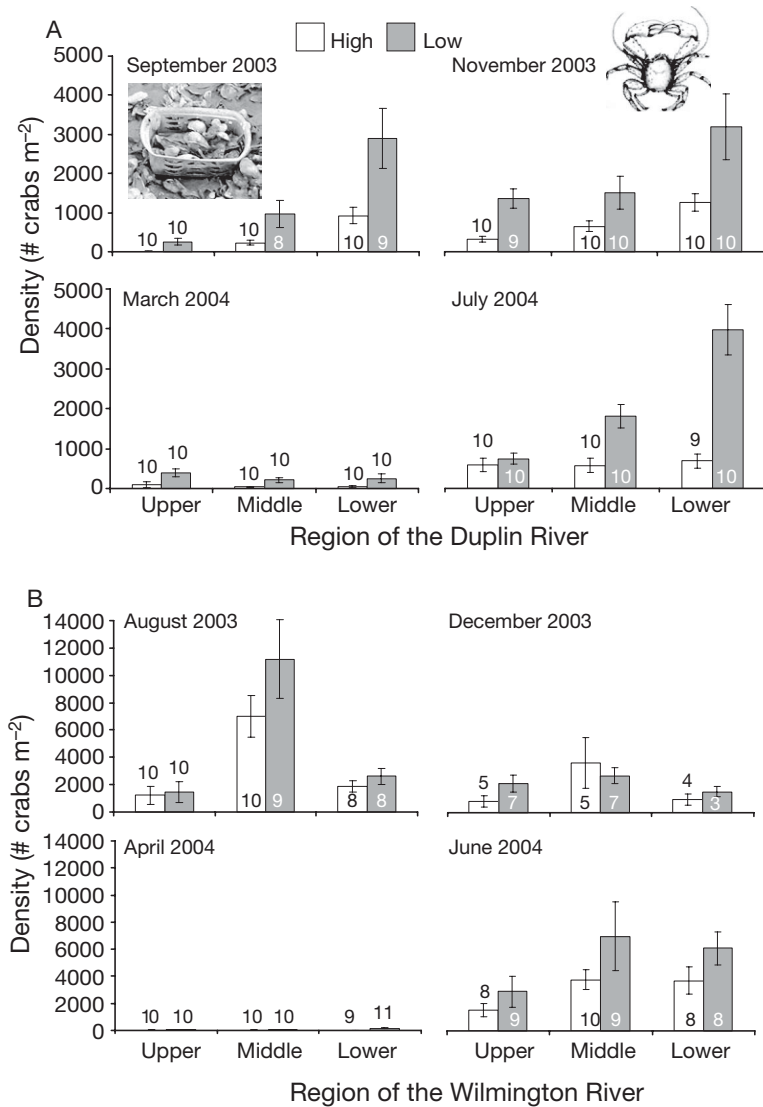 A
High Low
Density (# crabs m–2)
September 2003
5000
4000
3000
2000
1000
0
10 10
10 8
10 9
November 2003
10 9
10 10
10 10
March 2004
5000
4000
3000
2000
1000
0
10 10
10 10
10 10
Upper Middle Lower
July 2004
10 10
10 10
9 10
Upper Middle Lower
Region of the Duplin River
B
Density (# crabs m–2)
August 2003
14000
12000
10000
8000
6000
4000
2000
0
10 10
10 9
8 8
December 2003
5 7
5 7
4 3
April 2004
14000
12000
10000
8000
6000
4000
2000
0
10 10
10 10
9 11
Upper Middle Lower
June 2004
8 9
10 9
8 8
Upper Middle Lower
Region of the Wilmington River